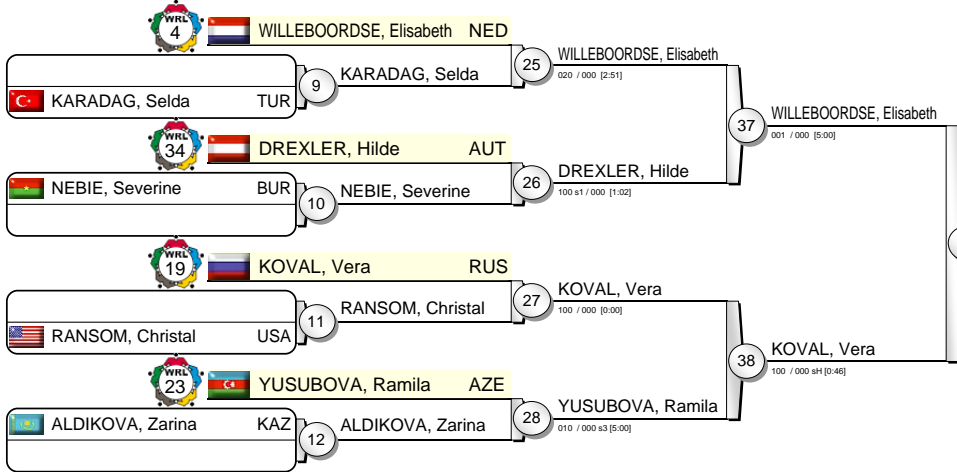 WRL
4
WILLEBOORDSE, Elisabeth NED
KARADAG, Selda TUR
9
KARADAG, Selda
25
WILLEBOORDSE, Elisabeth
020 / 000 [2:51]
WRL
34
DREXLER, Hilde AUT
NEBIE, Severine BUR
10
NEBIE, Severine
26
DREXLER, Hilde
100 s1 / 000 [1:02]
37
WILLEBOORDSE, Elisabeth
001 / 000 [5:00]
WRL
19
KOVAL, Vera RUS
RANSOM, Christal USA
11
RANSOM, Christal
27
KOVAL, Vera
100 / 000 [0:00]
WRL
23
YUSUBOVA, Ramila AZE
ALDIKOVA, Zarina KAZ
12
ALDIKOVA, Zarina
28
YUSUBOVA, Ramila
010 / 000 s3 [5:00]
38
KOVAL, Vera
100 / 000 sH [0:46]